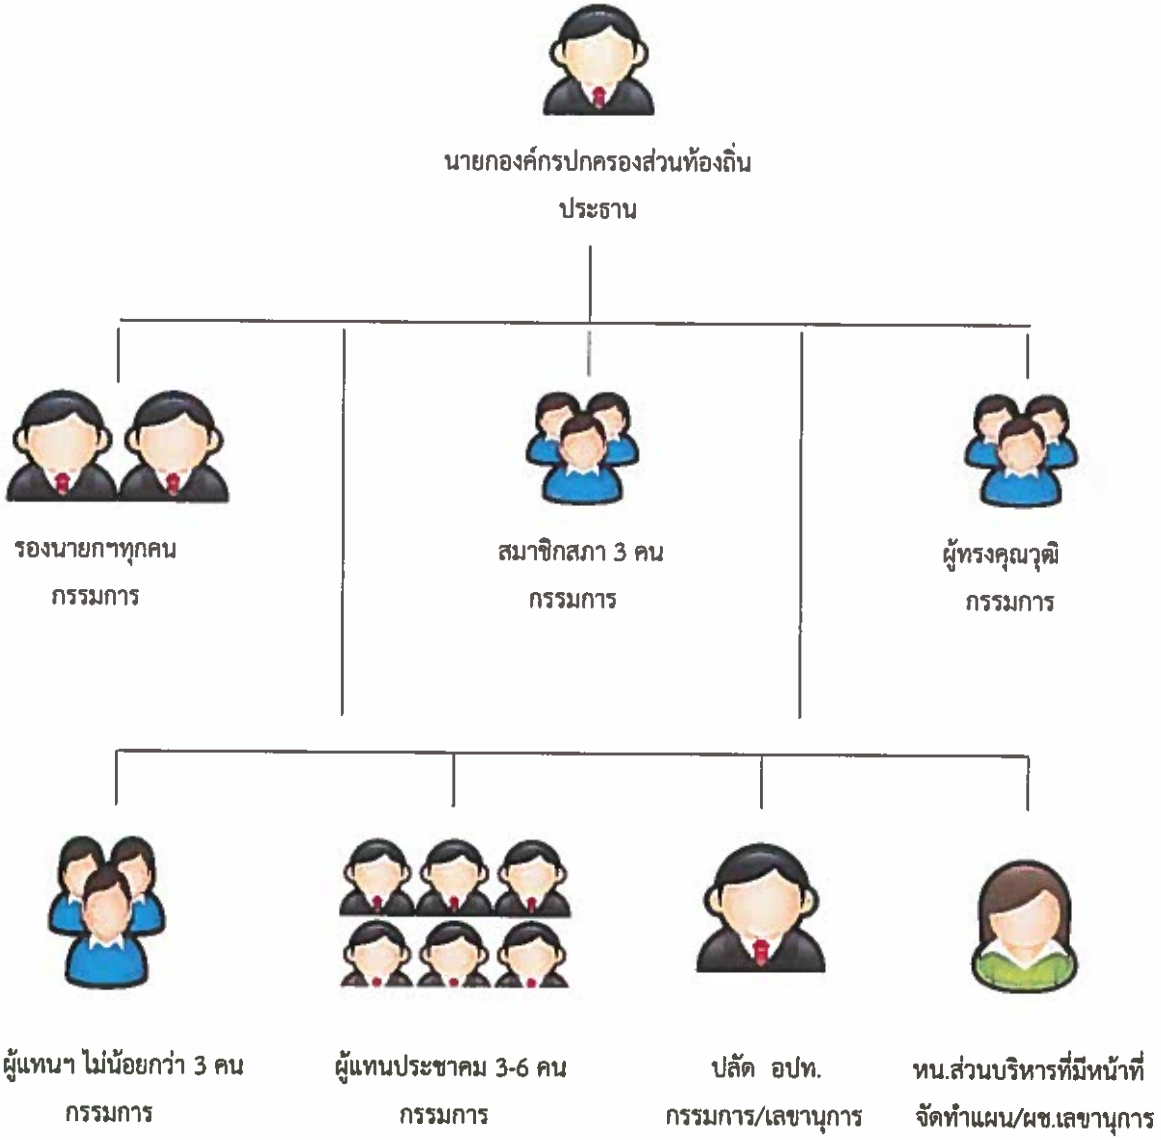 นายกองค์กรปกครองส่วนท้องถิ่น
ประธาน
รองนายกฯทุกคน
กรรมการ
สมาชิกสภา 3 คน
กรรมการ
ผู้ทรงคุณวุฒิ
กรรมการ
ผู้แทนฯ ไม่น้อยกว่า 3 คน
กรรมการ
ผู้แทนประชาคม 3-6 คน
กรรมการ
ปลัด อปท.
กรรมการ/เลขานุการ
หน.ส่วนบริหารที่มีหน้าที่
จัดทำแผน/ผช.เลขานุการ